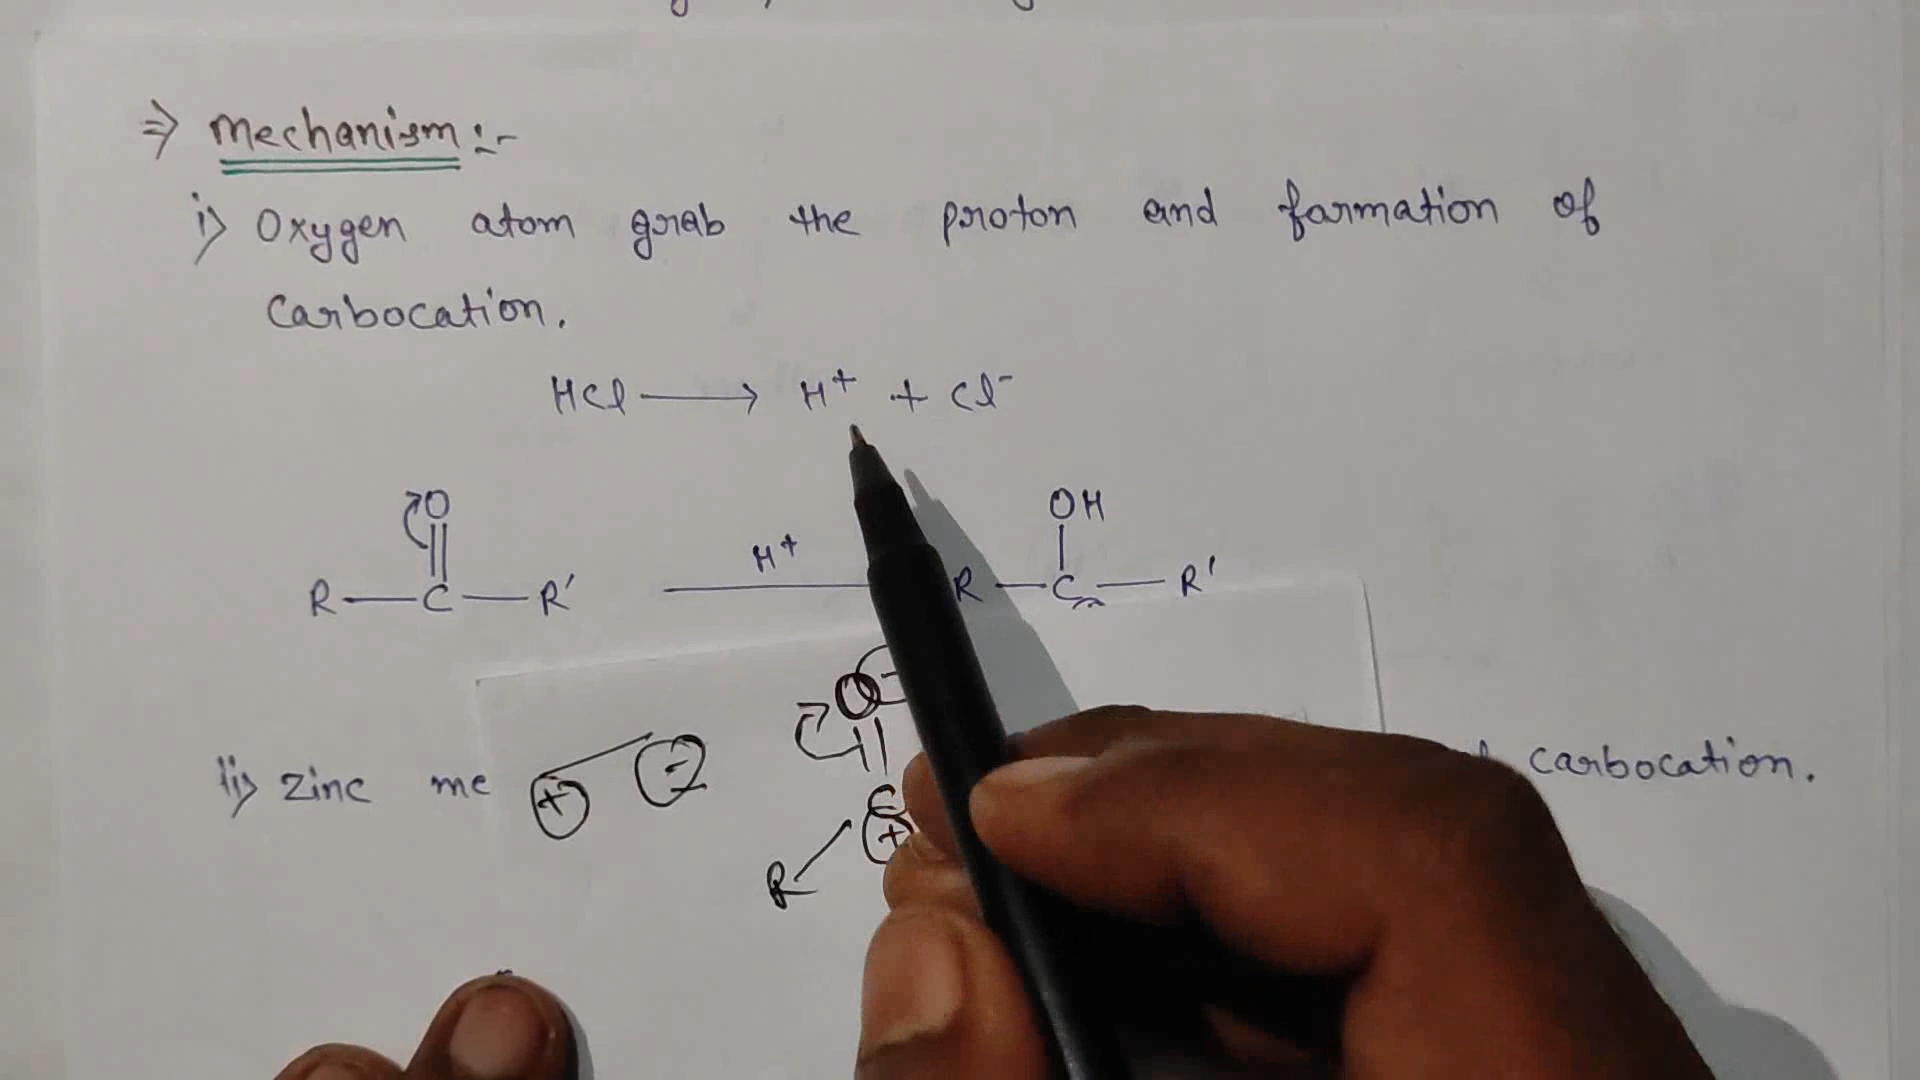 ⇒ Mechanism :-
i) Oxygen atom grab the proton and formation of
Carbocation.
HCl ⟶ H⁺ + Cl⁻
O OH
H⁺
R — C — R' R — C — R'
O
ii) Zinc me carbocation.
+ -
C
+
R